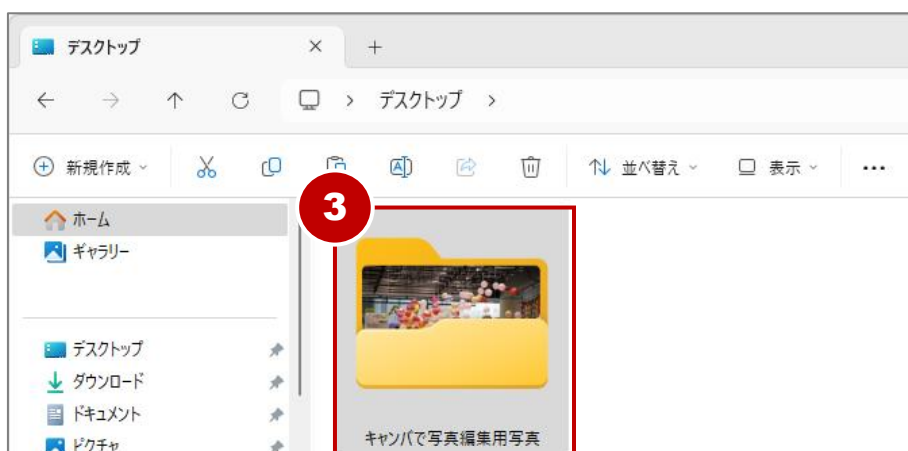 デスクトップ
デスクトップ
新規作成
並べ替え
表示
3
ホーム
ギャラリー
デスクトップ
ダウンロード
ドキュメント
ピクチャ
キャンバで写真編集用写真